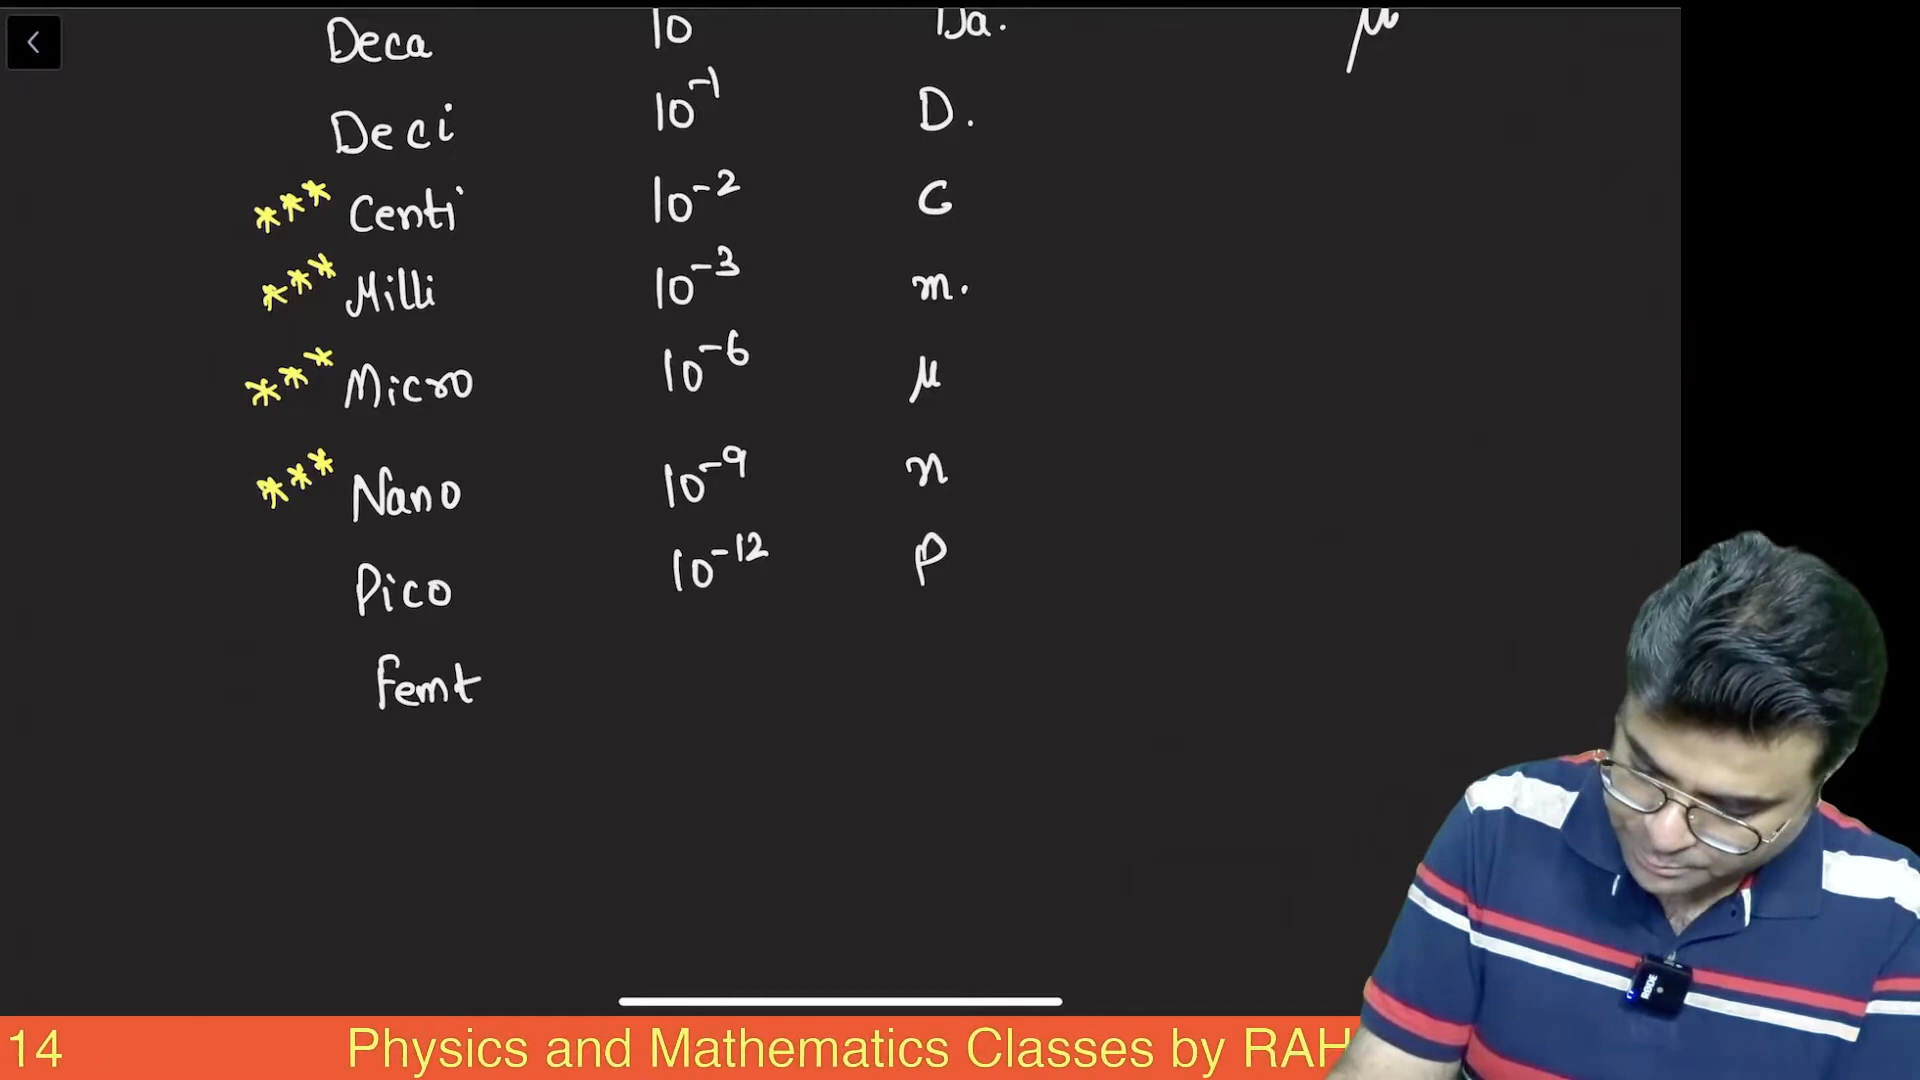 Deca 10 Da. μ
Deci 10⁻¹ D.
*** Centi 10⁻² C
*** Milli 10⁻³ m.
*** Micro 10⁻⁶ μ
*** Nano 10⁻⁹ n
Pico 10⁻¹² p
Femt
14 Physics and Mathematics Classes by RAH
RODE